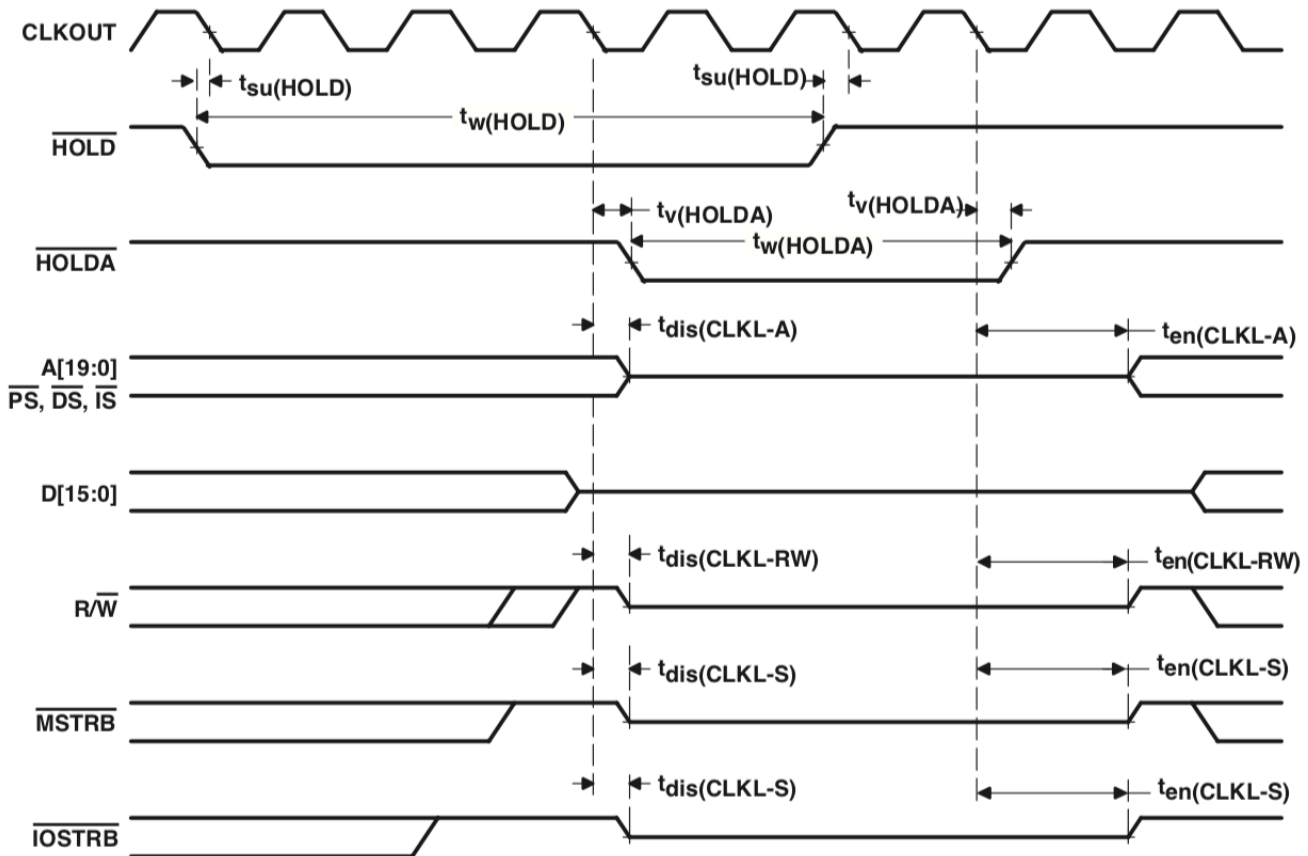 CLKOUT
tsu(HOLD)
tsu(HOLD)
tw(HOLD)
HOLD
tv(HOLDA)
tv(HOLDA)
tw(HOLDA)
HOLDA
tdis(CLKL-A)
ten(CLKL-A)
A[19:0]
PS, DS, IS
D[15:0]
tdis(CLKL-RW)
ten(CLKL-RW)
R/W
tdis(CLKL-S)
ten(CLKL-S)
MSTRB
tdis(CLKL-S)
ten(CLKL-S)
IOSTRB